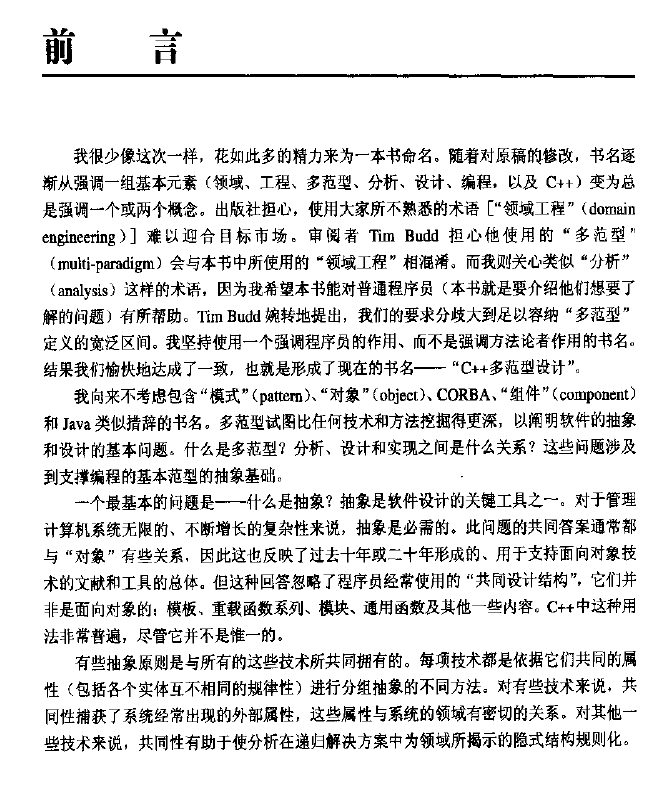 前 言
我很少像这次一样，花如此多的精力来为一本书命名。随着对原稿的修改，书名逐
渐从强调一组基本元素（领域、工程、多范型、分析、设计、编程，以及 C++）变为总
是强调一个或两个概念。出版社担心，使用大家所不熟悉的术语［“领域工程”（domain
engineering）］难以迎合目标市场。审阅者 Tim Budd 担心他使用的“多范型”
（multi-paradigm）会与本书中所使用的“领域工程”相混淆。而我则关心类似“分析”
（analysis）这样的术语，因为我希望本书能对普通程序员（本书就是要介绍他们想要了
解的问题）有所帮助。Tim Budd 婉转地提出，我们的要求分歧大到足以容纳“多范型”
定义的宽泛区间。我坚持使用一个强调程序员的作用、而不是强调方法论者作用的书名。
结果我们愉快地达成了一致，也就是形成了现在的书名——“C++多范型设计”。
我向来不考虑包含“模式”（pattern）、“对象”（object）、CORBA、“组件”（component）
和 Java 类似措辞的书名。多范型试图比任何技术和方法挖掘得更深，以阐明软件的抽象
和设计的基本问题。什么是多范型？分析、设计和实现之间是什么关系？这些问题涉及
到支撑编程的基本范型的抽象基础。
一个最基本的问题是——什么是抽象？抽象是软件设计的关键工具之一。对于管理
计算机系统无限的、不断增长的复杂性来说，抽象是必需的。此问题的共同答案通常都
与“对象”有些关系，因此这也反映了过去十年或二十年形成的、用于支持面向对象技
术的文献和工具的总体。但这种回答忽略了程序员经常使用的“共同设计结构”，它们并
非是面向对象的：模板、重载函数系列、模块、通用函数及其他一些内容。C++中这种用
法非常普遍，尽管它并不是惟一的。
有些抽象原则是与所有的这些技术所共同拥有的。每项技术都是依据它们共同的属
性（包括各个实体互不相同的规律性）进行分组抽象的不同方法。对有些技术来说，共
同性捕获了系统经常出现的外部属性，这些属性与系统的领域有密切的关系。对其他一
些技术来说，共同性有助于使分析在递归解决方案中为领域所揭示的隐式结构规则化。